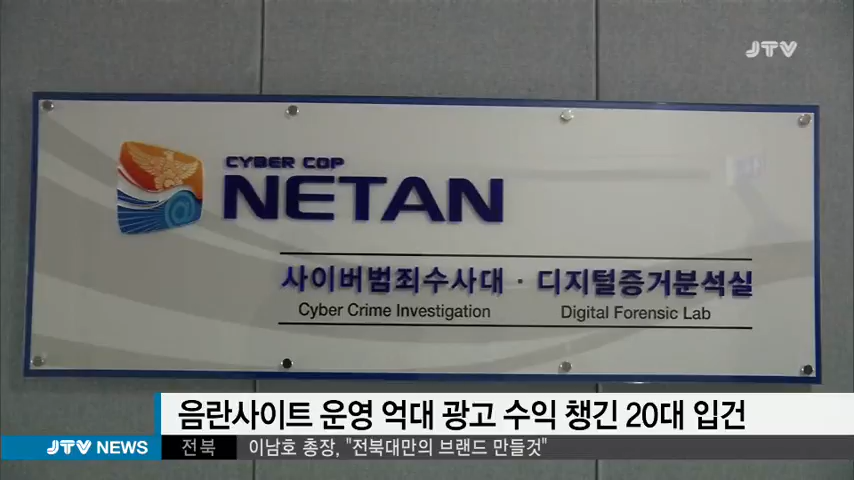 JTV
CYBER COP
NETAN
사이버범죄수사대 · 디지털증거분석실
Cyber Crime Investigation Digital Forensic Lab
음란사이트 운영 억대 광고 수익 챙긴 20대 입건
JTV NEWS 전북 이남호 총장, "전북대만의 브랜드 만들것"